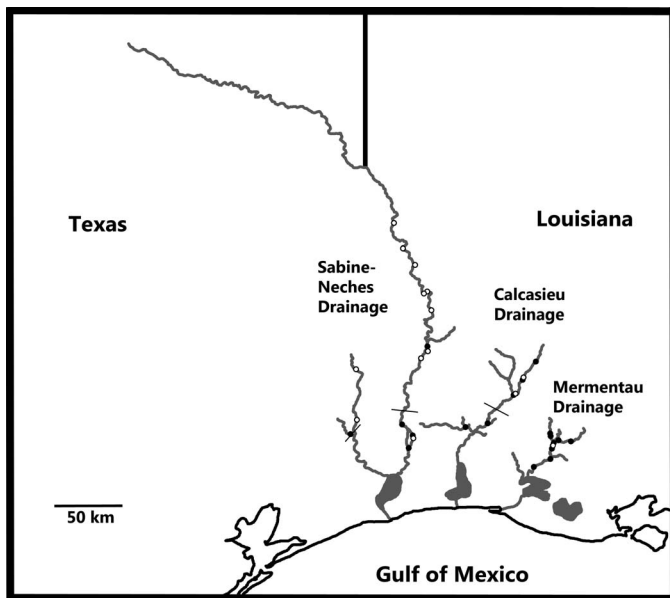 Texas
Louisiana
Sabine-
Neches
Drainage
Calcasieu
Drainage
Mermentau
Drainage
50 km
Gulf of Mexico